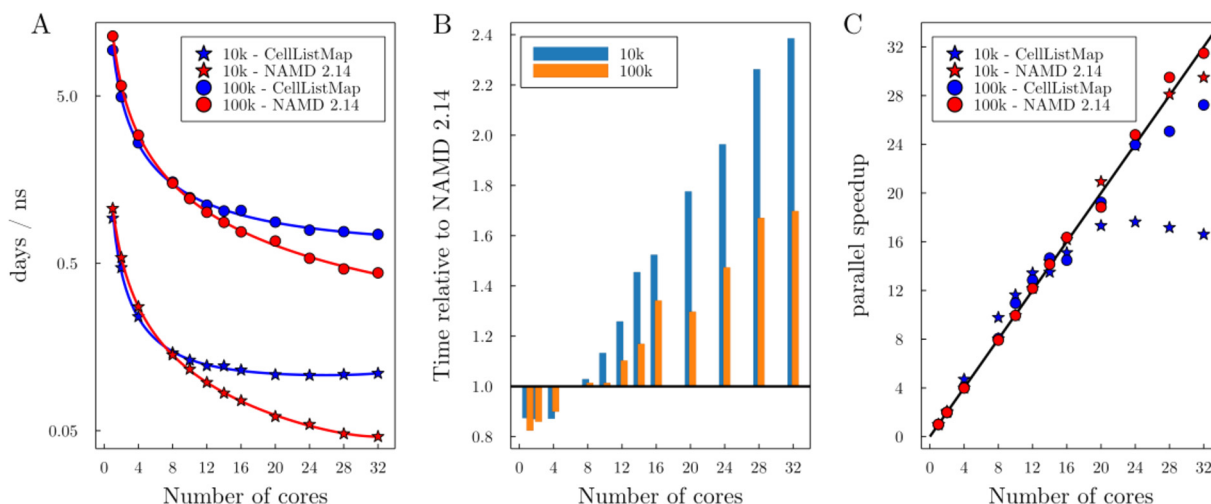 A
10k - CellListMap
10k - NAMD 2.14
100k - CellListMap
100k - NAMD 2.14
days / ns
5.0
0.5
0.05
0 4 8 12 16 20 24 28 32
Number of cores
B
10k
100k
Time relative to NAMD 2.14
2.4
2.2
2.0
1.8
1.6
1.4
1.2
1.0
0.8
0 4 8 12 16 20 24 28 32
Number of cores
C
10k - CellListMap
10k - NAMD 2.14
100k - CellListMap
100k - NAMD 2.14
parallel speedup
32
28
24
20
16
12
8
4
0
0 4 8 12 16 20 24 28 32
Number of cores